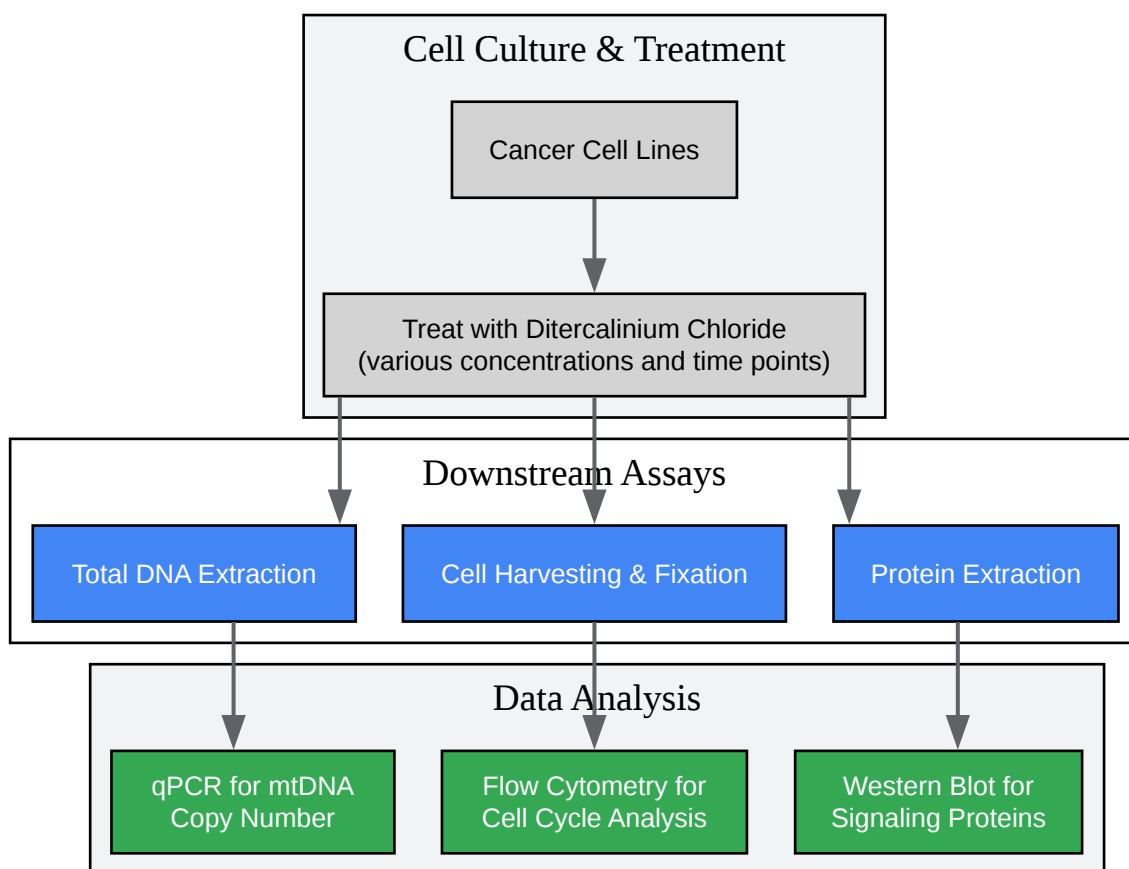 Cell Culture & Treatment
Cancer Cell Lines
Treat with Ditercalinium Chloride
(various concentrations and time points)
Downstream Assays
Total DNA Extraction
Cell Harvesting & Fixation
Protein Extraction
Data Analysis
qPCR for mtDNA
Copy Number
Flow Cytometry for
Cell Cycle Analysis
Western Blot for
Signaling Proteins